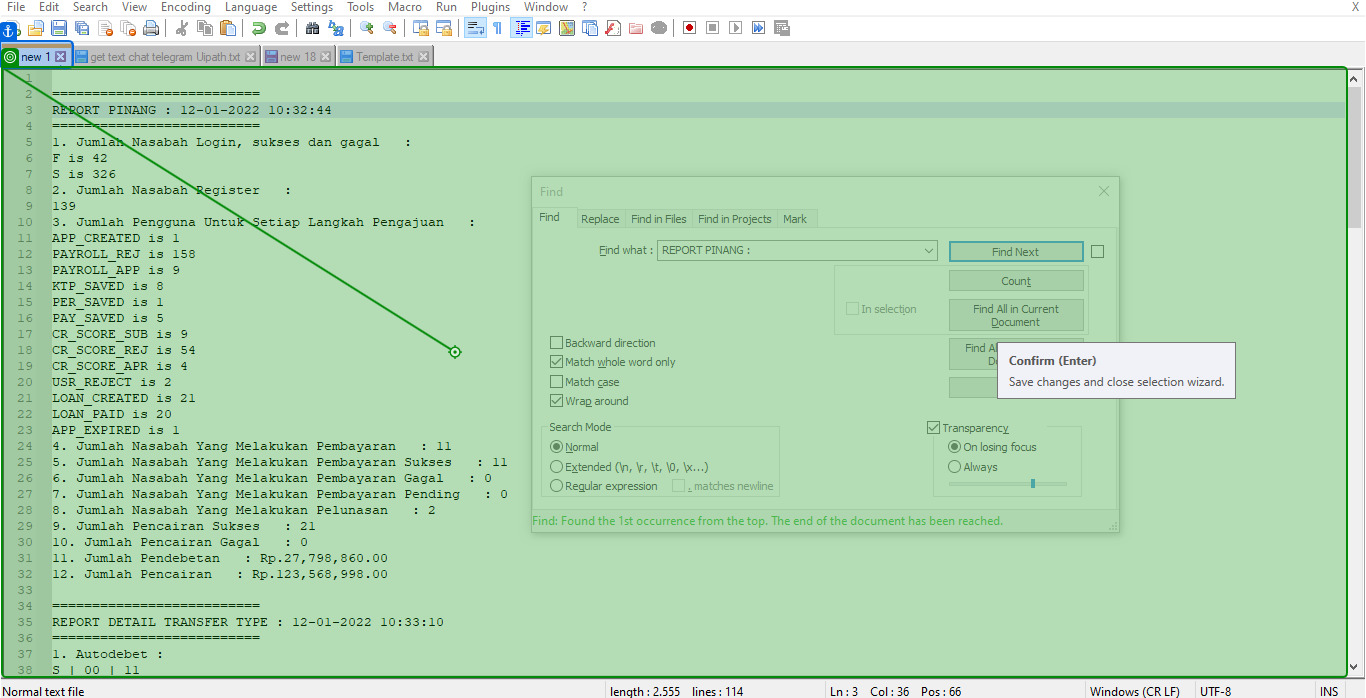 File Edit Search View Encoding Language Settings Tools Macro Run Plugins Window ? X
new 1 get text chat telegram Uipath.txt new 18 Template.txt
1
2 ==========================
3 REPORT PINANG : 12-01-2022 10:32:44
4 ==========================
5 1. Jumlah Nasabah Login, sukses dan gagal :
6 F is 42
7 S is 326
8 2. Jumlah Nasabah Register :
9 139
10 3. Jumlah Pengguna Untuk Setiap Langkah Pengajuan :
11 APP_CREATED is 1
12 PAYROLL_REJ is 158
13 PAYROLL_APP is 9
14 KTP_SAVED is 8
15 PER_SAVED is 1
16 PAY_SAVED is 5
17 CR_SCORE_SUB is 9
18 CR_SCORE_REJ is 54
19 CR_SCORE_APR is 4
20 USR_REJECT is 2
21 LOAN_CREATED is 21
22 LOAN_PAID is 20
23 APP_EXPIRED is 1
24 4. Jumlah Nasabah Yang Melakukan Pembayaran : 11
25 5. Jumlah Nasabah Yang Melakukan Pembayaran Sukses : 11
26 6. Jumlah Nasabah Yang Melakukan Pembayaran Gagal : 0
27 7. Jumlah Nasabah Yang Melakukan Pembayaran Pending : 0
28 8. Jumlah Nasabah Yang Melakukan Pelunasan : 2
29 9. Jumlah Pencairan Sukses : 21
30 10. Jumlah Pencairan Gagal : 0
31 11. Jumlah Pendebetan : Rp.27,798,860.00
32 12. Jumlah Pencairan : Rp.123,568,998.00
33
34 ==========================
35 REPORT DETAIL TRANSFER TYPE : 12-01-2022 10:33:10
36 ==========================
37 1. Autodebet :
38 S | 00 | 11
Find
Find Replace Find in Files Find in Projects Mark
Find what : REPORT PINANG : Find Next
Count
In selection
Find All in Current
Document
Find Al
Do
Backward direction
Match whole word only
Match case
Wrap around
Confirm (Enter)
Save changes and close selection wizard.
Search Mode
Normal
Extended (\n, \r, \t, \0, \x...)
Regular expression . matches newline
Transparency
On losing focus
Always
Find: Found the 1st occurrence from the top. The end of the document has been reached.
Normal text file length : 2.555 lines : 114 Ln : 3 Col : 36 Pos : 66 Windows (CR LF) UTF-8 INS